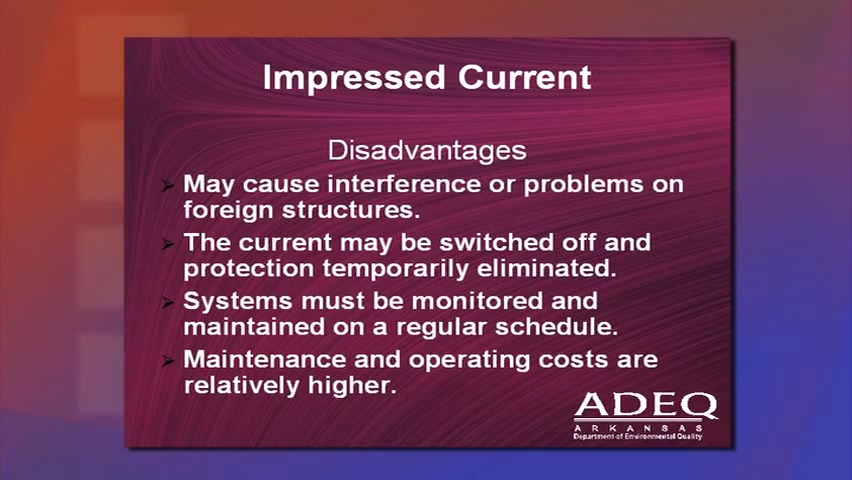 Impressed Current
Disadvantages
May cause interference or problems on
foreign structures.
The current may be switched off and
protection temporarily eliminated.
Systems must be monitored and
maintained on a regular schedule.
Maintenance and operating costs are
relatively higher.
ADEQ
ARKANSAS
Department of Environmental Quality